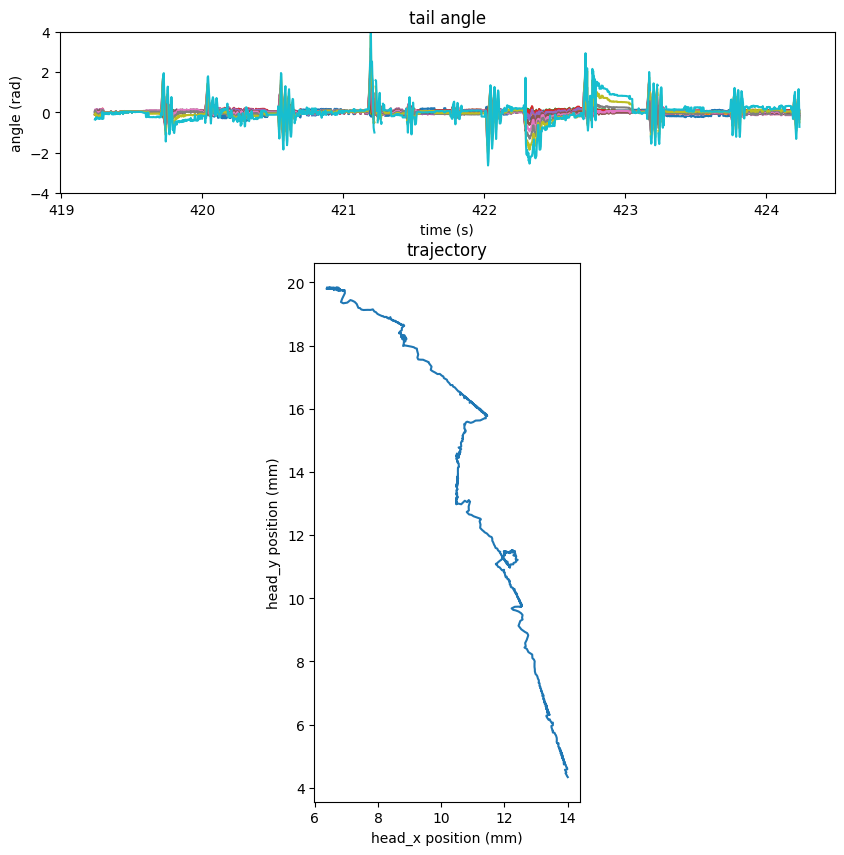 tail angle
4
2
0
−2
−4
angle (rad)
419 420 421 422 423 424
time (s)
trajectory
20
18
16
14
12
10
8
6
4
head_y position (mm)
6 8 10 12 14
head_x position (mm)